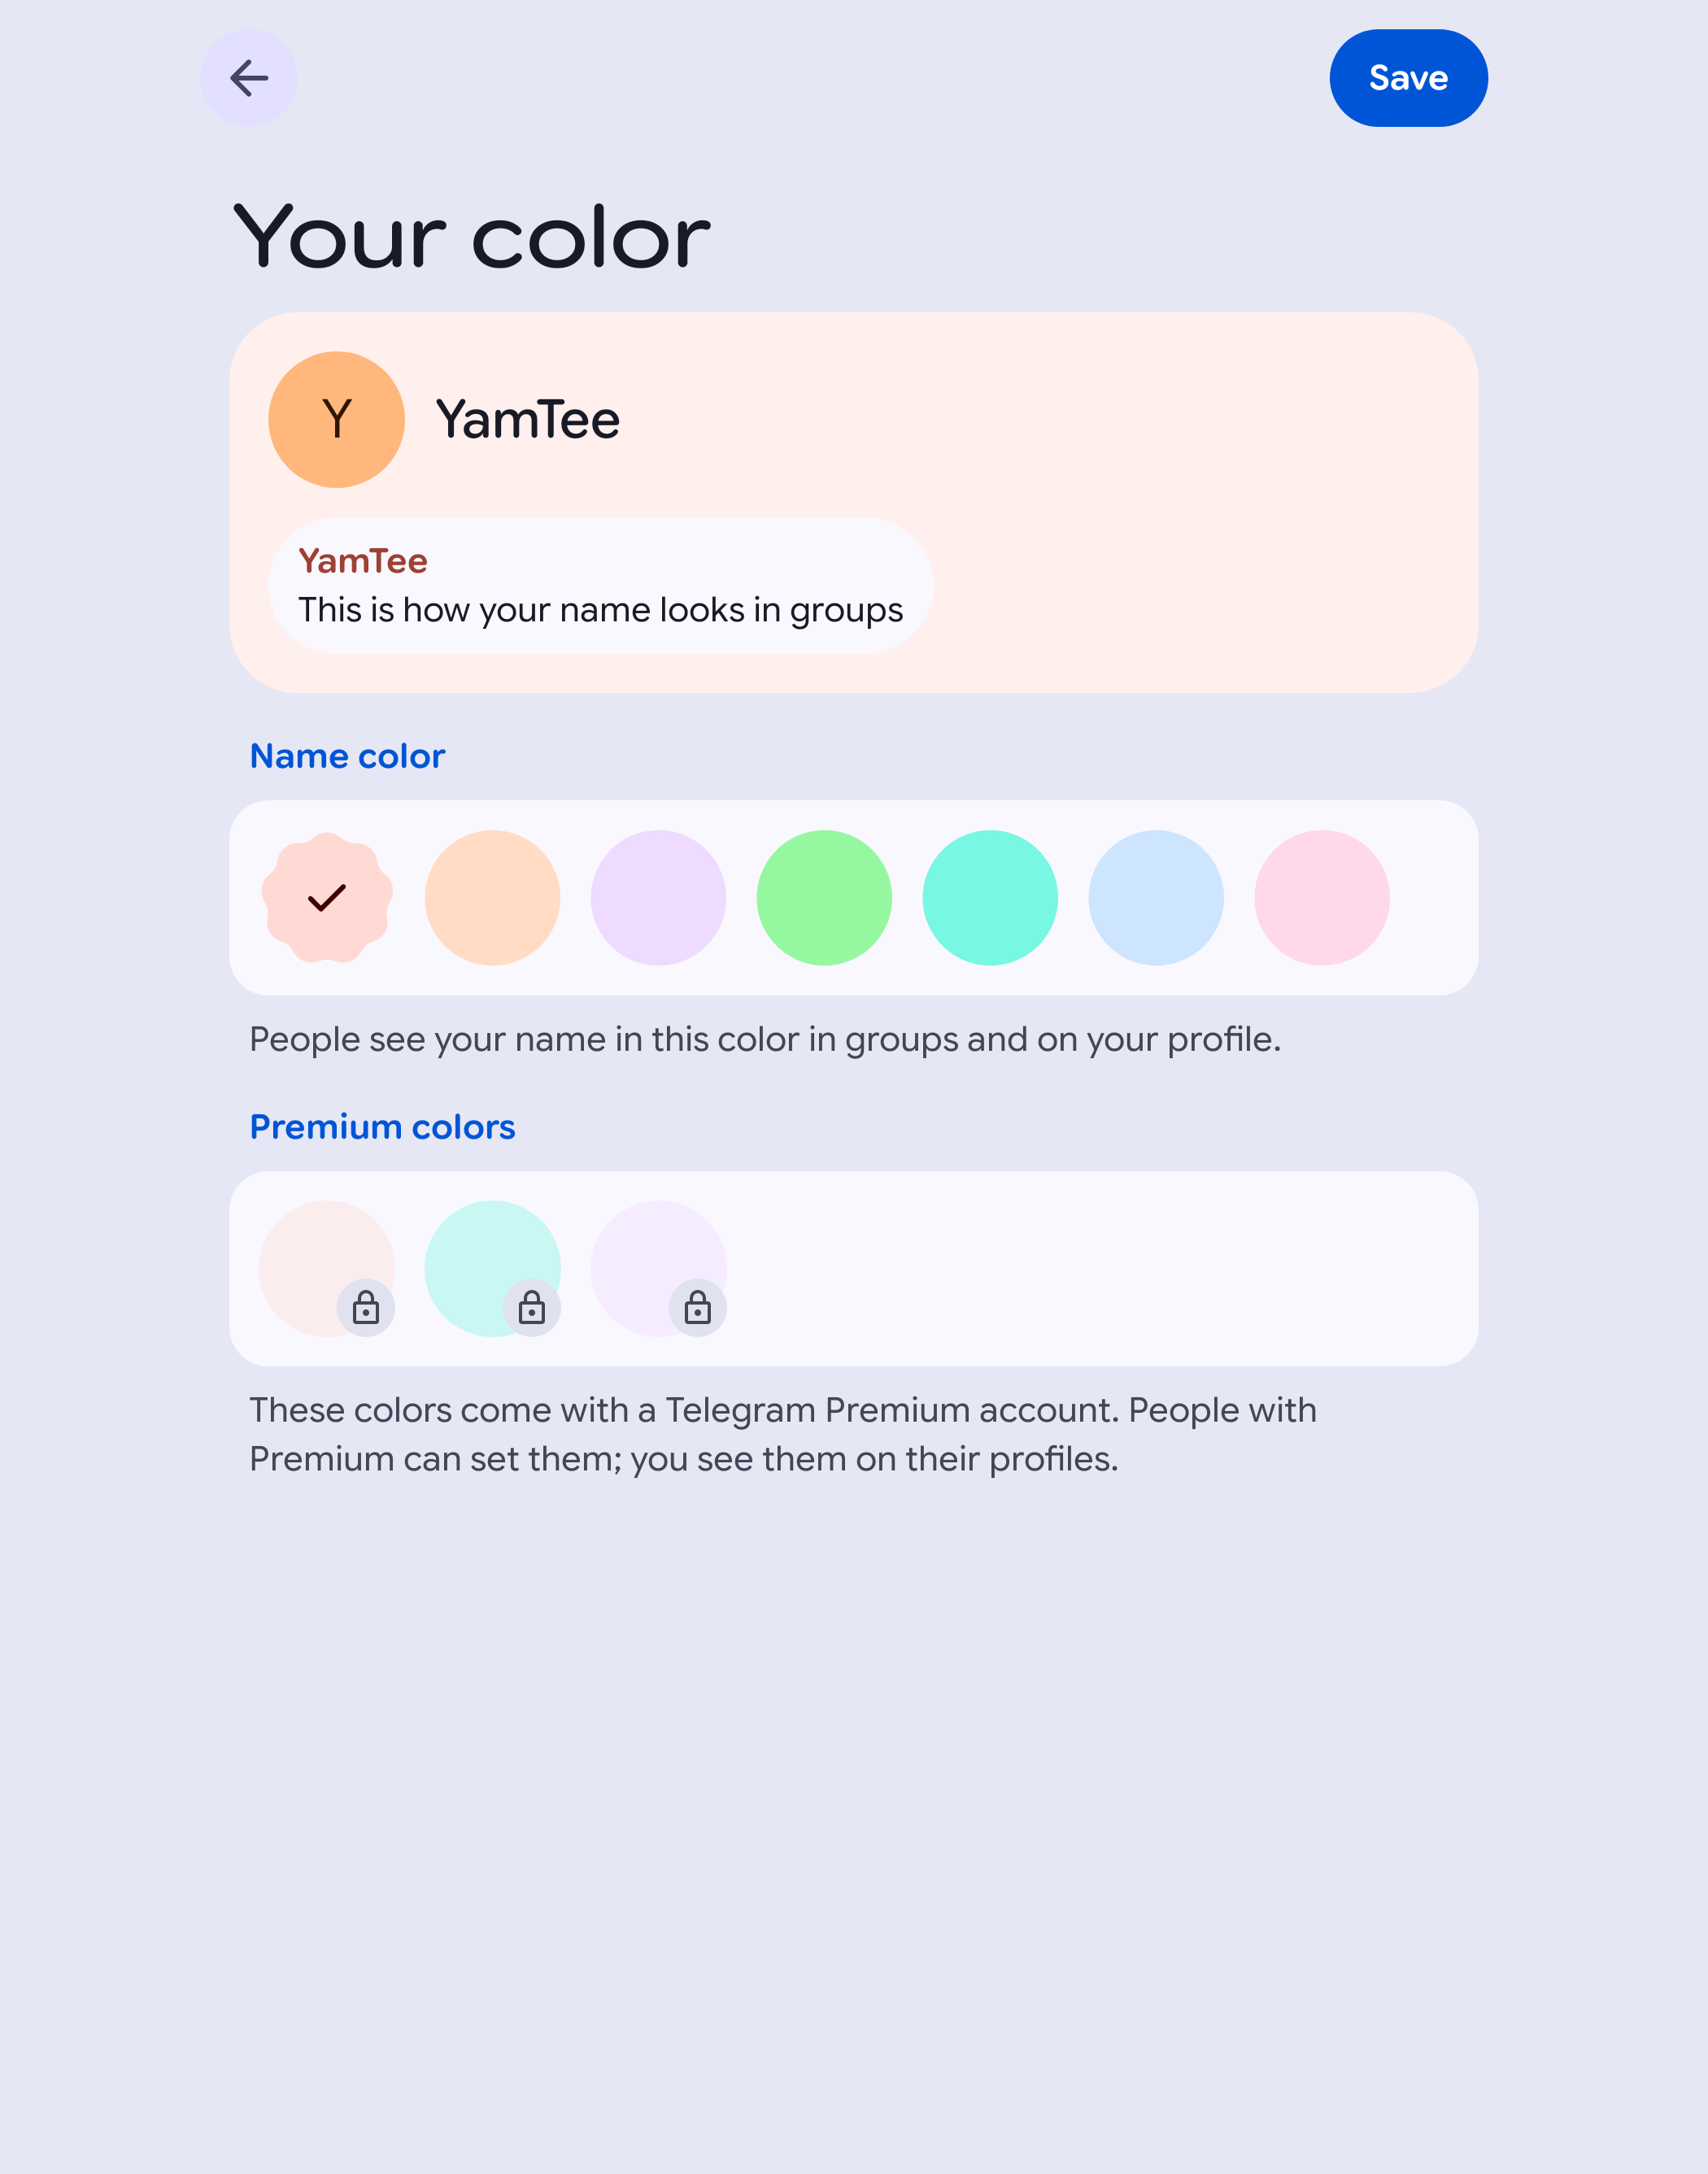 Save
Your color
Y
YamTee
YamTee
This is how your name looks in groups
Name color
People see your name in this color in groups and on your profile.
Premium colors
These colors come with a Telegram Premium account. People with
Premium can set them; you see them on their profiles.